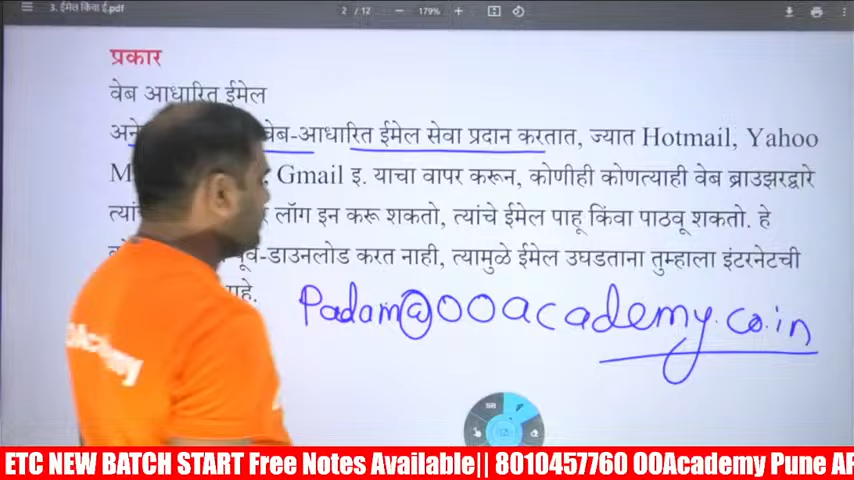 3. ईमेल किंवा ई.pdf
2 / 12 179%
प्रकार
वेब आधारित ईमेल
वेब-आधारित ईमेल सेवा प्रदान करतात, ज्यात Hotmail, Yahoo
Gmail इ. याचा वापर करून, कोणीही कोणत्याही वेब ब्राउझरद्वारे
लॉग इन करू शकतो, त्यांचे ईमेल पाहू किंवा पाठवू शकतो. हे
पूर्व-डाउनलोड करत नाही, त्यामुळे ईमेल उघडताना तुम्हाला इंटरनेटची
Padam@OOacademy.co.in
ETC NEW BATCH START Free Notes Available|| 8010457760 OOAcademy Pune